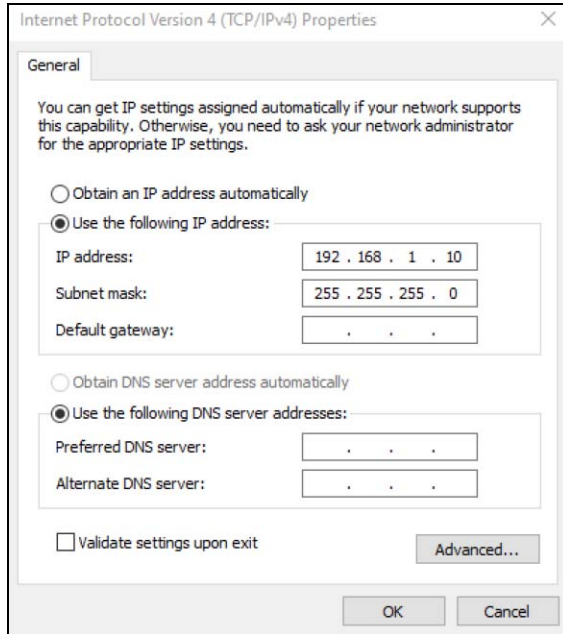 Internet Protocol Version 4 (TCP/IPv4) Properties
General
You can get IP settings assigned automatically if your network supports
this capability. Otherwise, you need to ask your network administrator
for the appropriate IP settings.
Obtain an IP address automatically
Use the following IP address:
IP address: 192 . 168 . 1 . 10
Subnet mask: 255 . 255 . 255 . 0
Default gateway: . . .
Obtain DNS server address automatically
Use the following DNS server addresses:
Preferred DNS server: . . .
Alternate DNS server: . . .
Validate settings upon exit
Advanced...
OK Cancel